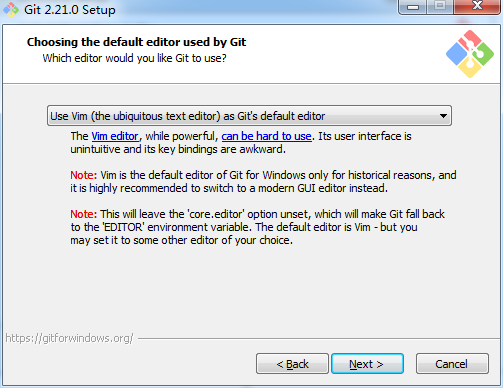 Git 2.21.0 Setup
Choosing the default editor used by Git
Which editor would you like Git to use?
Use Vim (the ubiquitous text editor) as Git's default editor
The Vim editor, while powerful, can be hard to use. Its user interface is
unintuitive and its key bindings are awkward.
Note: Vim is the default editor of Git for Windows only for historical reasons, and
it is highly recommended to switch to a modern GUI editor instead.
Note: This will leave the 'core.editor' option unset, which will make Git fall back
to the 'EDITOR' environment variable. The default editor is Vim - but you
may set it to some other editor of your choice.
https://gitforwindows.org/
< Back
Next >
Cancel